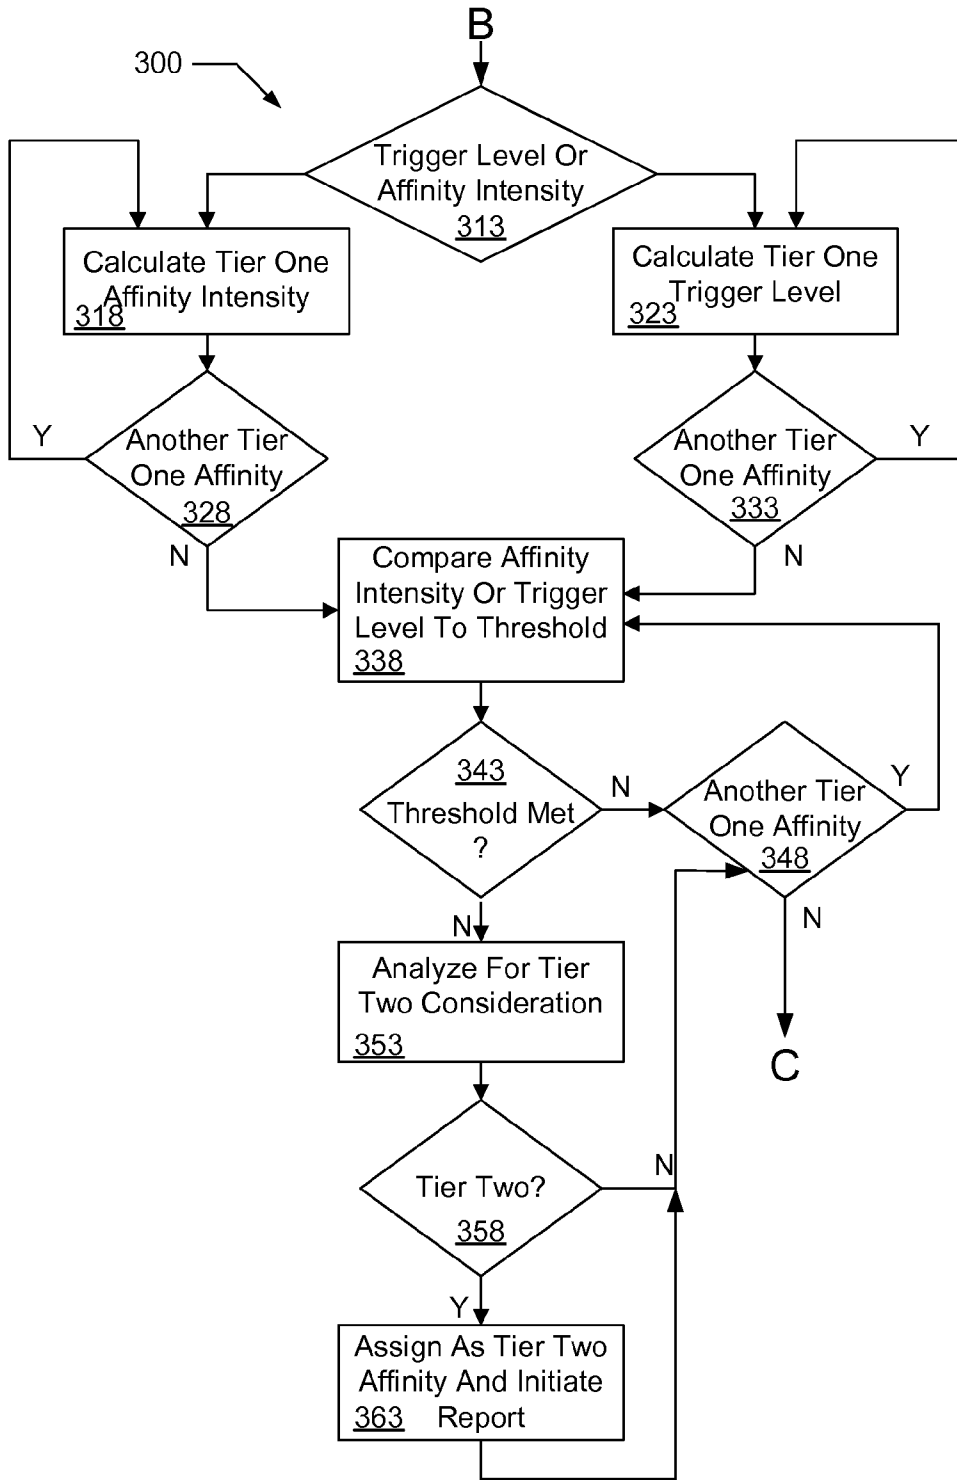 B
300
Trigger Level Or
Affinity Intensity
313
Calculate Tier One
Affinity Intensity
318
Calculate Tier One
Trigger Level
323
Another Tier
One Affinity
328
Y
N
Another Tier
One Affinity
333
Y
N
Compare Affinity
Intensity Or Trigger
Level To Threshold
338
343
Threshold Met
?
N
N
Another Tier
One Affinity
348
Y
N
C
Analyze For Tier
Two Consideration
353
Tier Two?
358
N
Y
Assign As Tier Two
Affinity And Initiate
363 Report